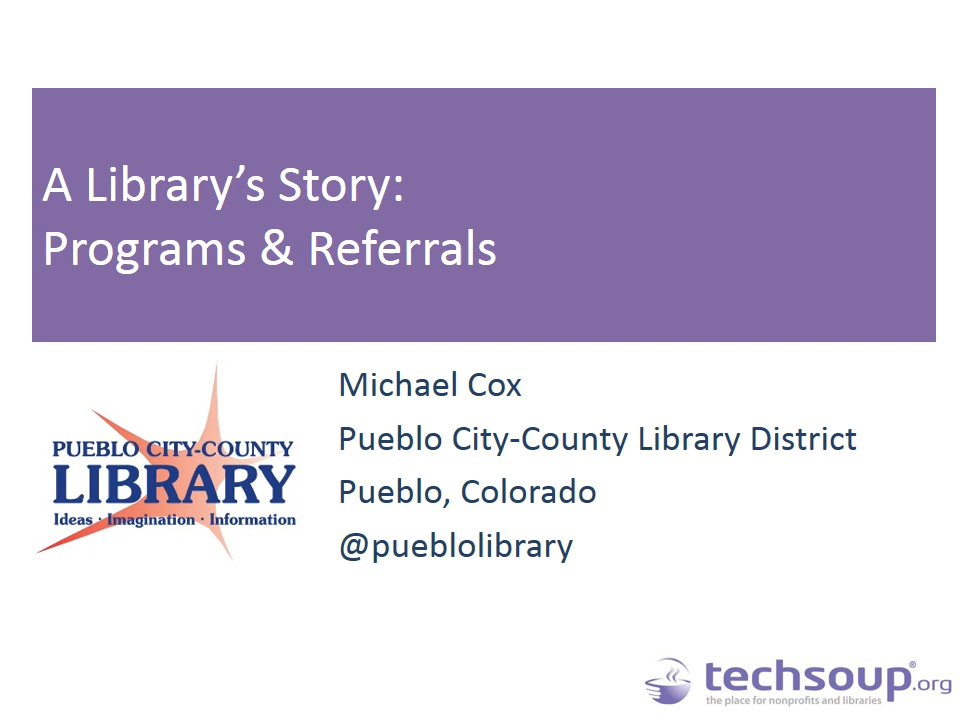 A Library’s Story:
Programs & Referrals
PUEBLO CITY-COUNTY
LIBRARY
Ideas · Imagination · Information
Michael Cox
Pueblo City-County Library District
Pueblo, Colorado
@pueblolibrary
techsoup®.org
the place for nonprofits and libraries